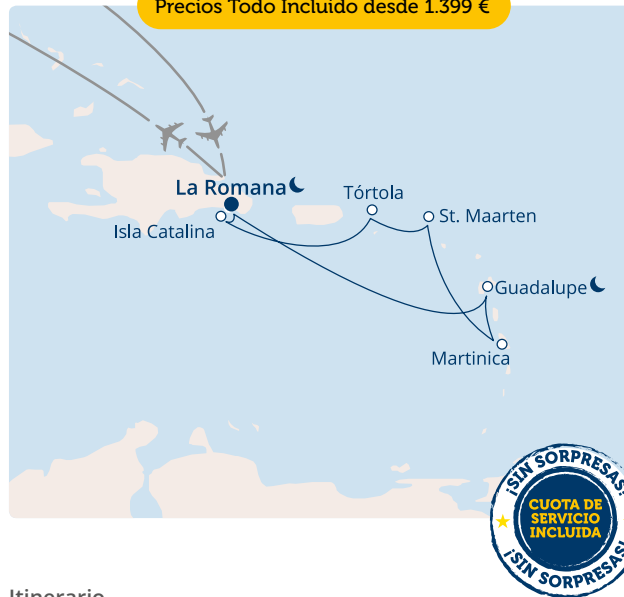 Precios Todo Incluido desde 1.399 €
La Romana
Isla Catalina
Tórtola
St. Maarten
Guadalupe
Martinica
¡SIN SORPRESAS!
CUOTA DE
SERVICIO
INCLUIDA
¡SIN SORPRESAS!
Itinerario